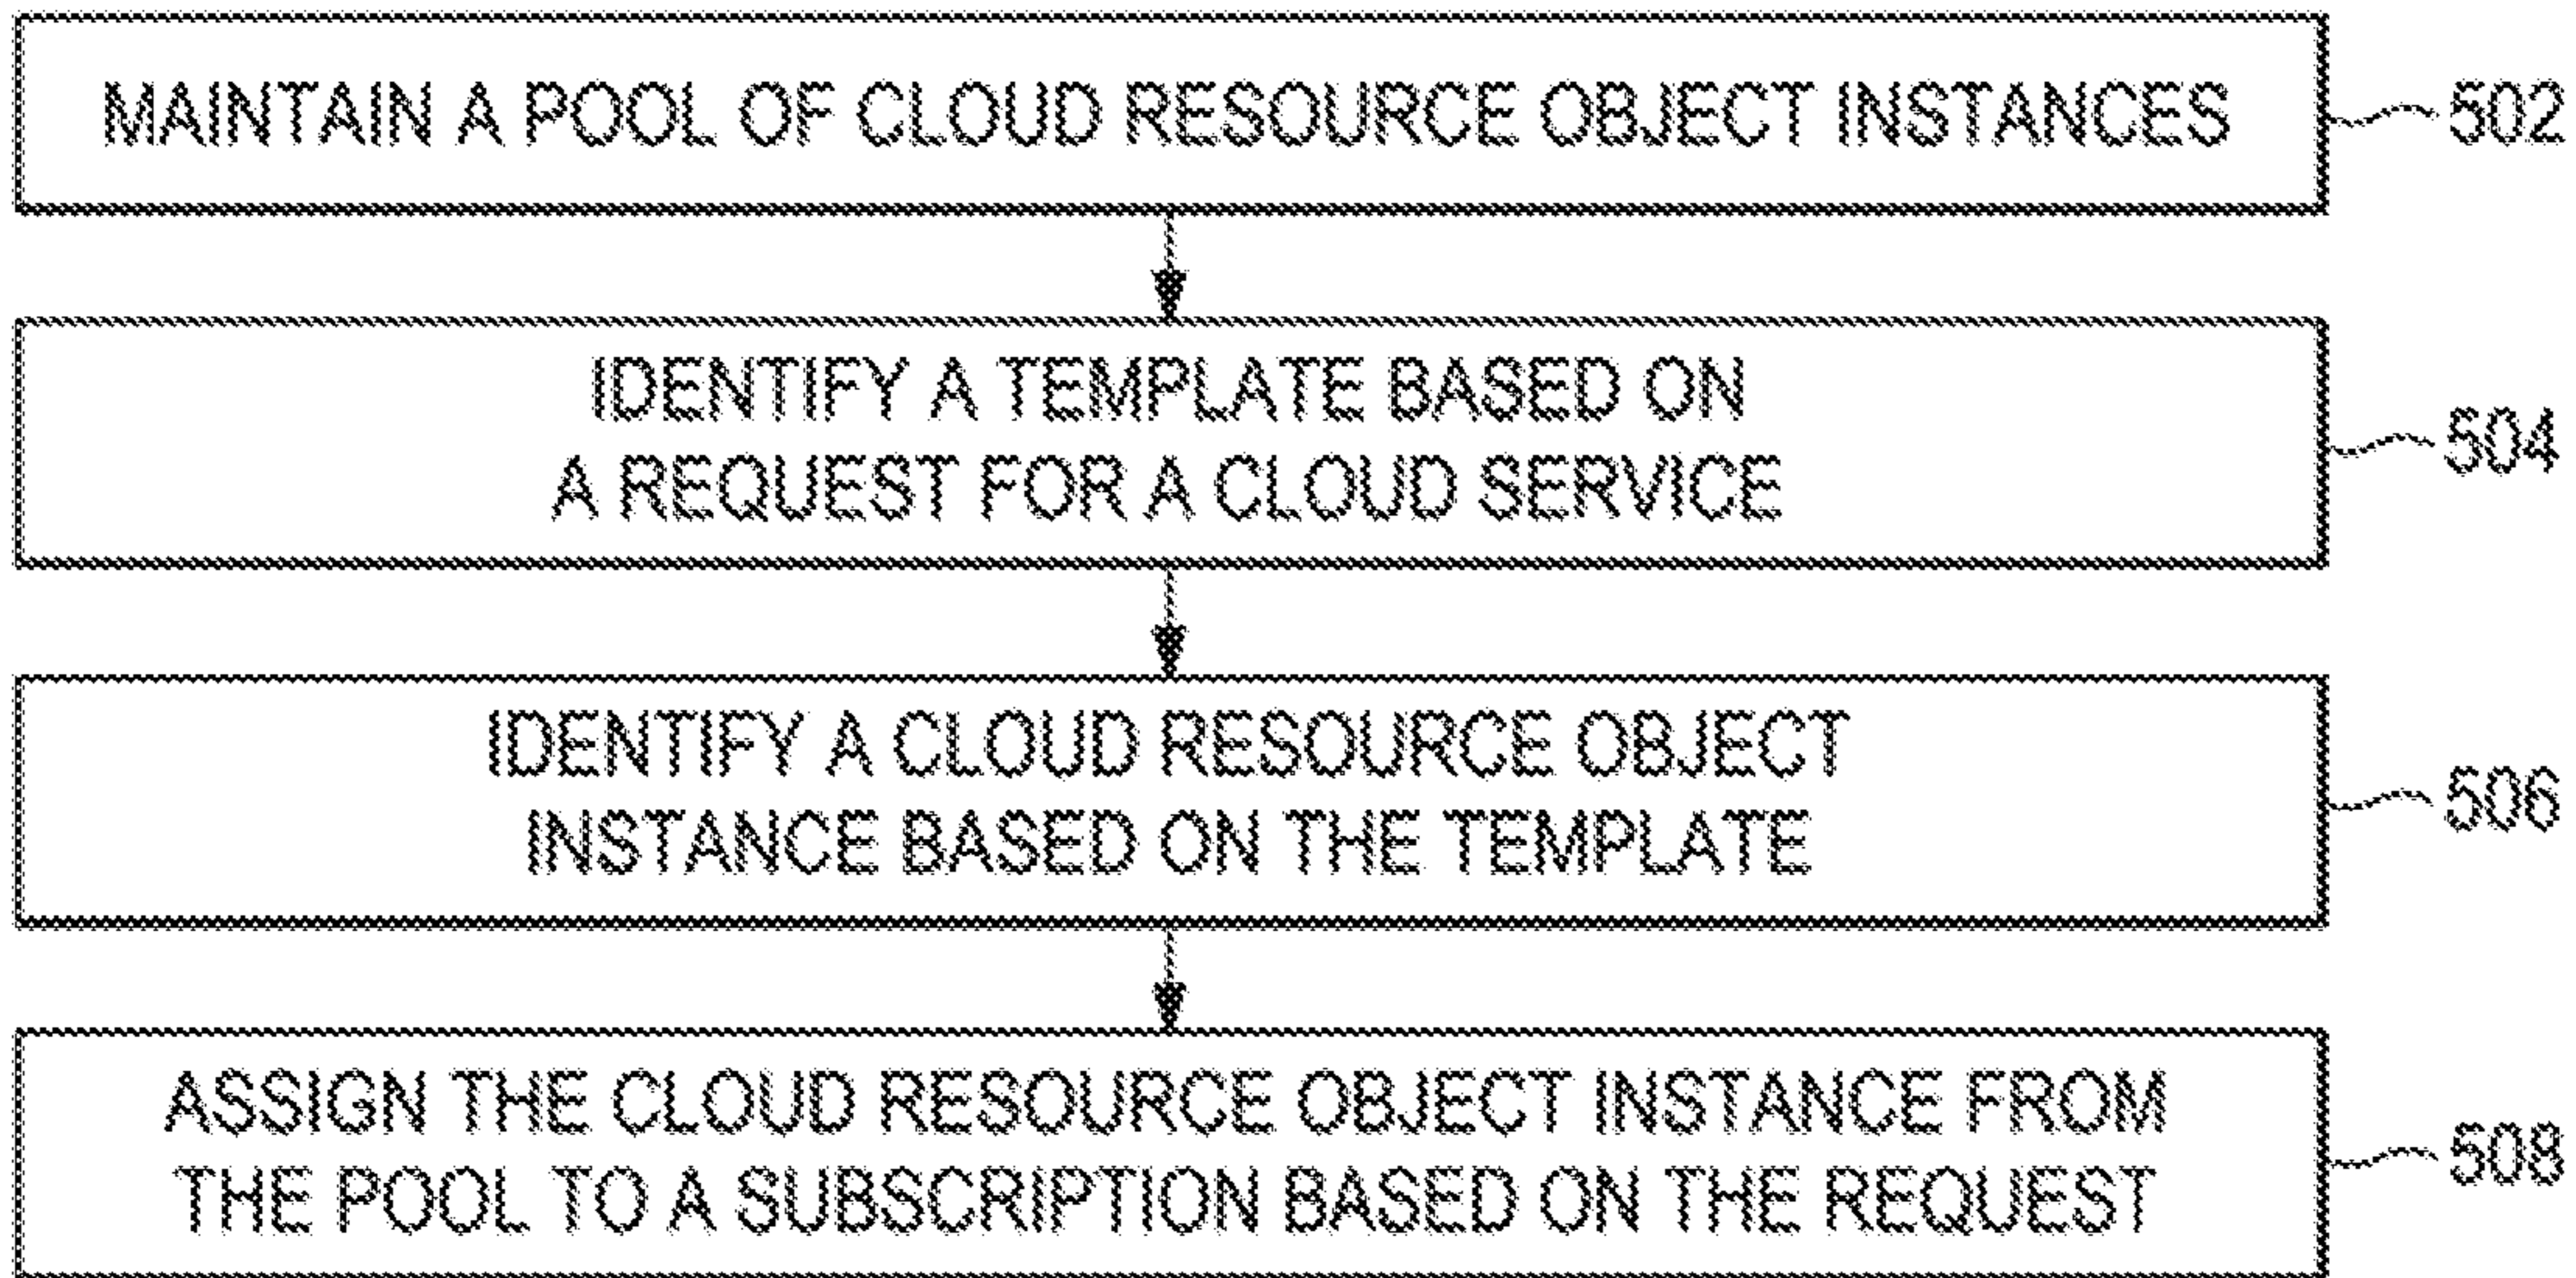 MAINTAIN A POOL OF CLOUD RESOURCE OBJECT INSTANCES
502
IDENTIFY A TEMPLATE BASED ON
A REQUEST FOR A CLOUD SERVICE
504
IDENTIFY A CLOUD RESOURCE OBJECT
INSTANCE BASED ON THE TEMPLATE
506
ASSIGN THE CLOUD RESOURCE OBJECT INSTANCE FROM
THE POOL TO A SUBSCRIPTION BASED ON THE REQUEST
508